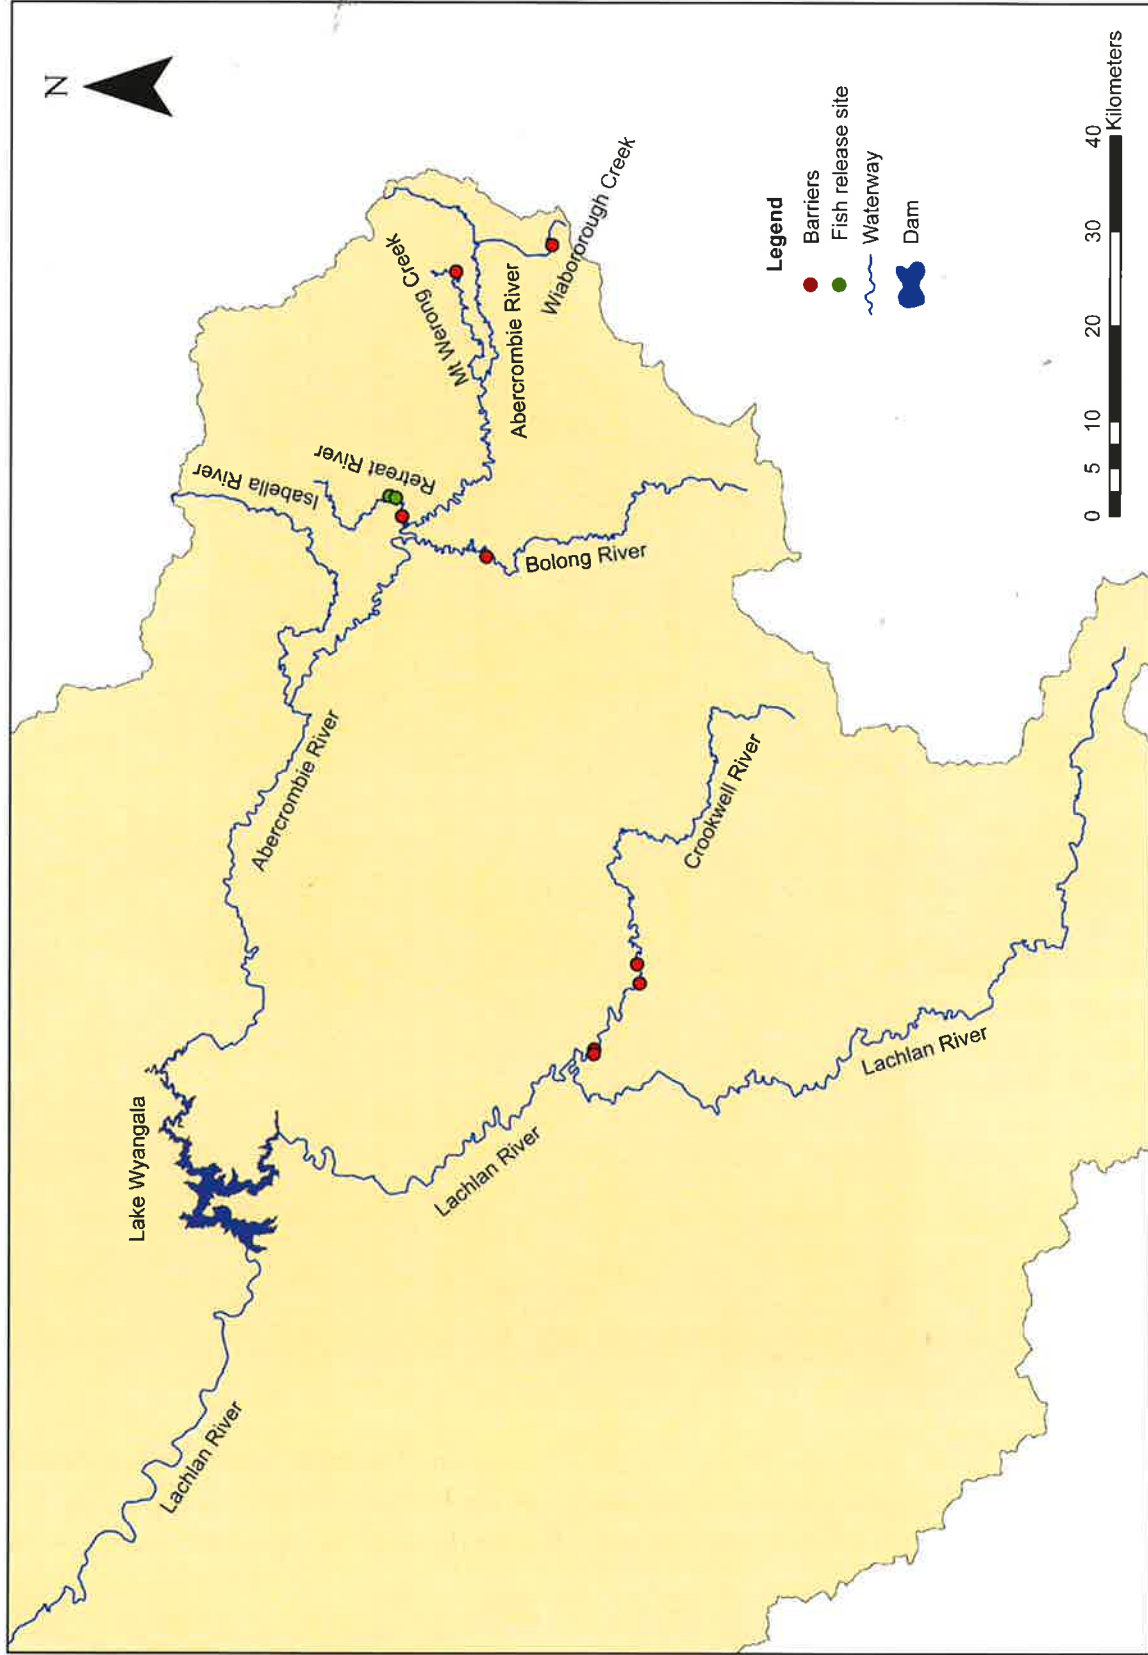 N
Lake Wyangala
Lachlan River
Abercrombie River
Isabella River
Retreat River
Mt Werong Creek
Abercrombie River
Wiaborough Creek
Bolong River
Lachlan River
Crookwell River
Lachlan River
Legend
Barriers
Fish release site
Waterway
Dam
0 5 10 20 30 40
Kilometers